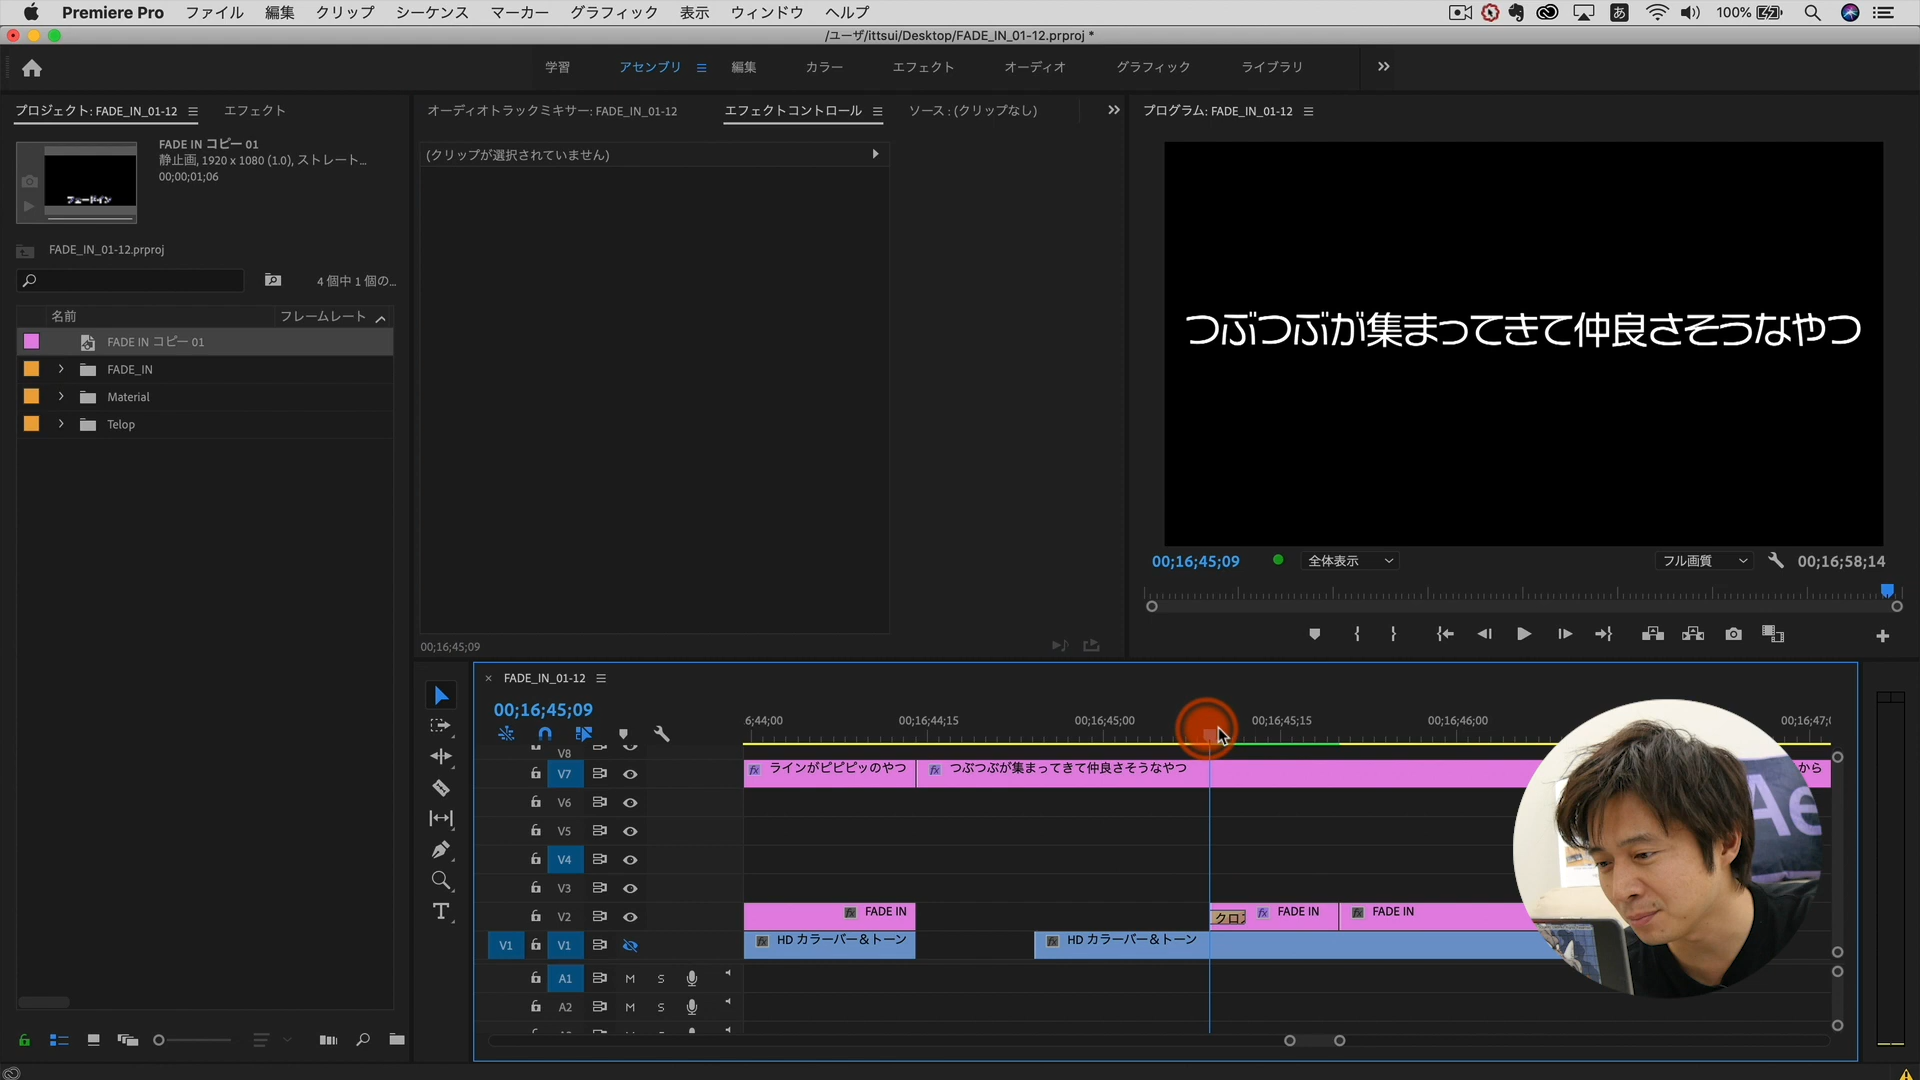 Premiere Pro ファイル 編集 クリップ シーケンス マーカー グラフィック 表示 ウィンドウ ヘルプ
あ 100%
/ユーザ/ittsui/Desktop/FADE_IN_01-12.prproj *
学習 アセンブリ 編集 カラー エフェクト オーディオ グラフィック ライブラリ
プロジェクト: FADE_IN_01-12 エフェクト
オーディオトラックミキサー: FADE_IN_01-12 エフェクトコントロール ソース : (クリップなし)
プログラム: FADE_IN_01-12
FADE IN コピー 01
静止画, 1920 x 1080 (1.0), ストレート...
00;00;01;06
フェードイン
(クリップが選択されていません)
FADE_IN_01-12.prproj
4 個中 1 個の...
名前 フレームレート
FADE IN コピー 01
FADE_IN
Material
Telop
つぶつぶが集まってきて仲良さそうなやつ
00;16;45;09 全体表示 フル画質 00;16;58;14
00;16;45;09
FADE_IN_01-12
00;16;45;09
6;44;00 00;16;44;15 00;16;45;00 00;16;45;15 00;16;46;00 00;16;47;0
V8
V7 ラインがピピピッのやつ つぶつぶが集まってきて仲良さそうなやつ から
V6
V5
V4
V3
V2 FADE IN クロ FADE IN FADE IN
V1 V1 HD カラーバー＆トーン HD カラーバー＆トーン
A1 M S
A2 M S
Ae